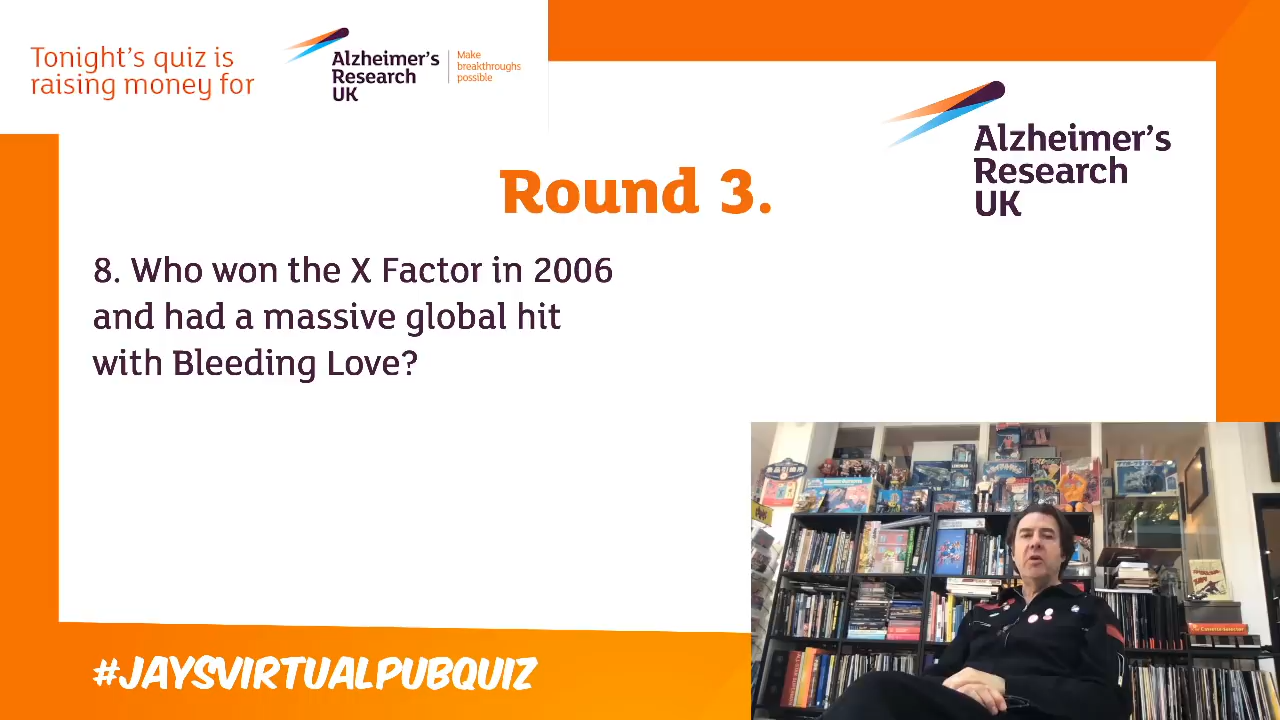 Tonight's quiz is
raising money for
Alzheimer's
Research
UK
Make
breakthroughs
possible
Alzheimer's
Research
UK
Round 3.
8. Who won the X Factor in 2006
and had a massive global hit
with Bleeding Love?
#JAYSVIRTUALPUBQUIZ